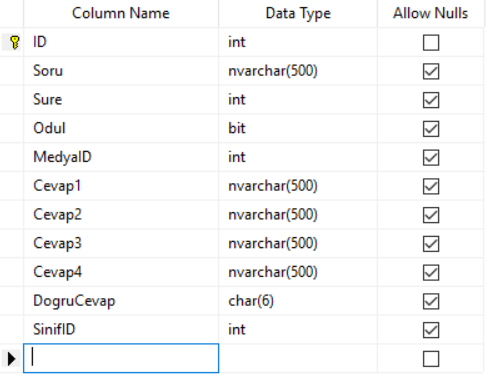 Column Name Data Type Allow Nulls
ID int
Soru nvarchar(500)
Sure int
Odul bit
MedyaID int
Cevap1 nvarchar(500)
Cevap2 nvarchar(500)
Cevap3 nvarchar(500)
Cevap4 nvarchar(500)
DogruCevap char(6)
SinifID int